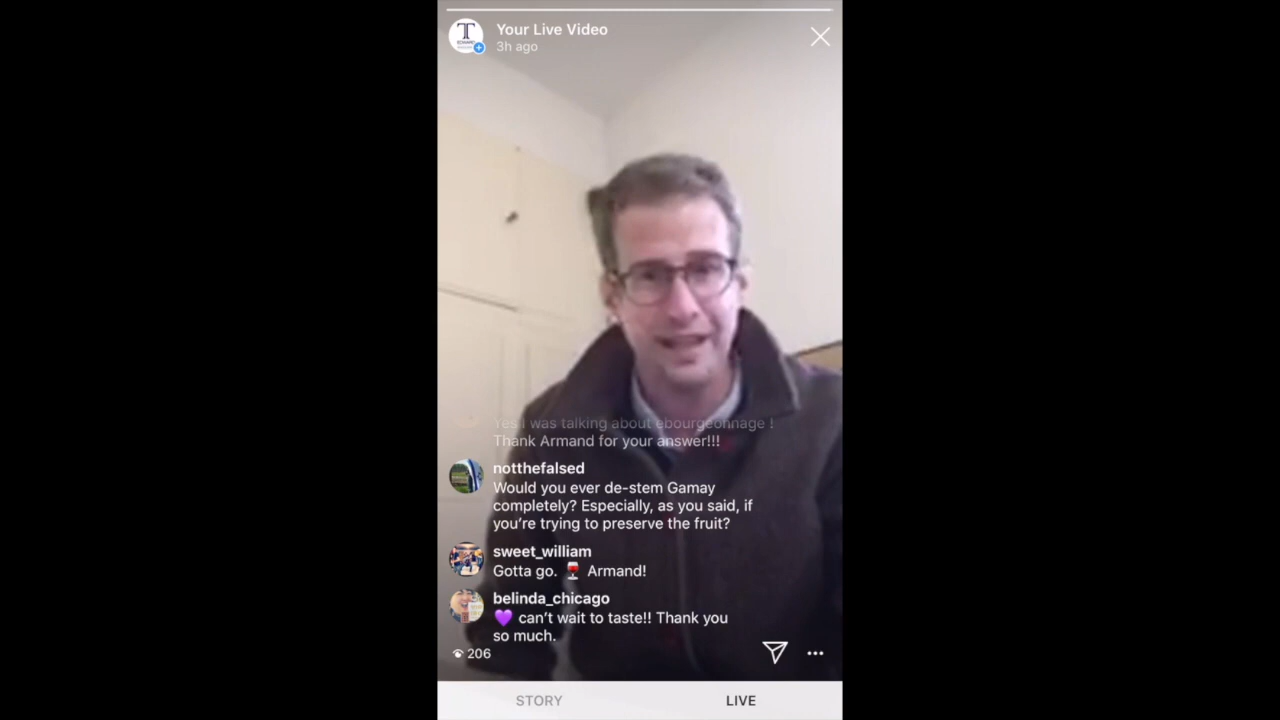 T
Your Live Video
3h ago
Yes I was talking about ebourgeonnage !
Thank Armand for your answer!!!
notthefalsed
Would you ever de-stem Gamay
completely? Especially, as you said, if
you're trying to preserve the fruit?
sweet_william
Gotta go. 🍷 Armand!
belinda_chicago
💜 can't wait to taste!! Thank you
so much.
206
STORY
LIVE